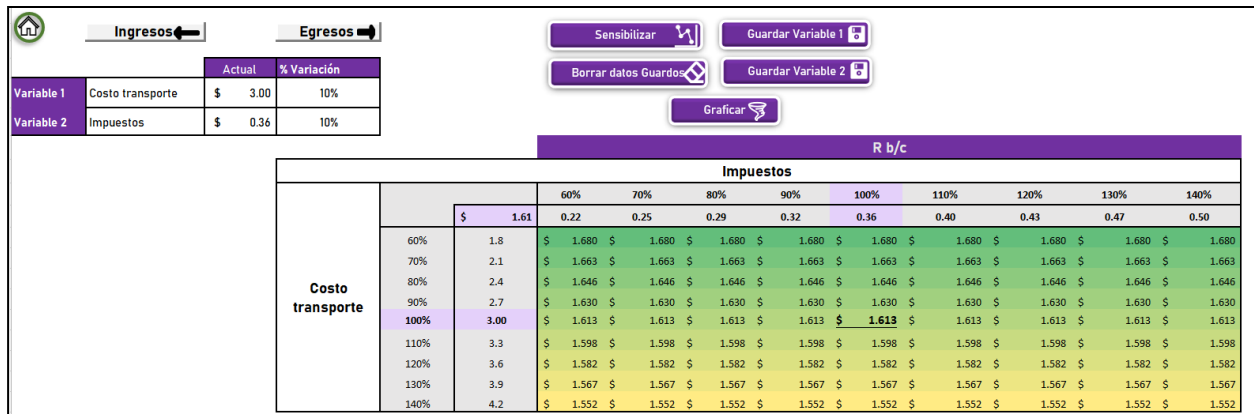 Ingresos Egresos Sensibilizar Guardar Variable 1
Actual % Variación Borrar datos Guardos Guardar Variable 2
Variable 1 Costo transporte $ 3.00 10%
Variable 2 Impuestos $ 0.36 10% Graficar
R b/c
Impuestos
60% 70% 80% 90% 100% 110% 120% 130% 140%
$ 1.61 0.22 0.25 0.29 0.32 0.36 0.40 0.43 0.47 0.50
Costo transporte
60% 1.8 $ 1.680 $ 1.680 $ 1.680 $ 1.680 $ 1.680 $ 1.680 $ 1.680 $ 1.680 $ 1.680
70% 2.1 $ 1.663 $ 1.663 $ 1.663 $ 1.663 $ 1.663 $ 1.663 $ 1.663 $ 1.663 $ 1.663
80% 2.4 $ 1.646 $ 1.646 $ 1.646 $ 1.646 $ 1.646 $ 1.646 $ 1.646 $ 1.646 $ 1.646
90% 2.7 $ 1.630 $ 1.630 $ 1.630 $ 1.630 $ 1.630 $ 1.630 $ 1.630 $ 1.630 $ 1.630
100% 3.00 $ 1.613 $ 1.613 $ 1.613 $ 1.613 $ 1.613 $ 1.613 $ 1.613 $ 1.613 $ 1.613
110% 3.3 $ 1.598 $ 1.598 $ 1.598 $ 1.598 $ 1.598 $ 1.598 $ 1.598 $ 1.598 $ 1.598
120% 3.6 $ 1.582 $ 1.582 $ 1.582 $ 1.582 $ 1.582 $ 1.582 $ 1.582 $ 1.582 $ 1.582
130% 3.9 $ 1.567 $ 1.567 $ 1.567 $ 1.567 $ 1.567 $ 1.567 $ 1.567 $ 1.567 $ 1.567
140% 4.2 $ 1.552 $ 1.552 $ 1.552 $ 1.552 $ 1.552 $ 1.552 $ 1.552 $ 1.552 $ 1.552